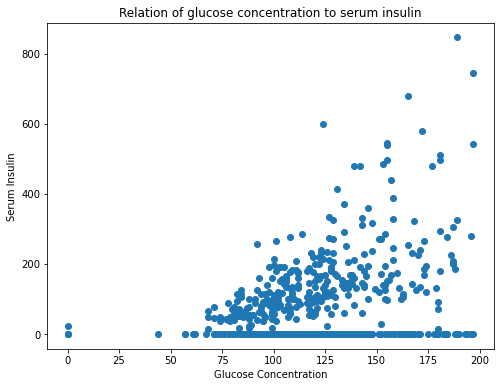 Relation of glucose concentration to serum insulin
800
600
400
200
0
Serum Insulin
0 25 50 75 100 125 150 175 200
Glucose Concentration